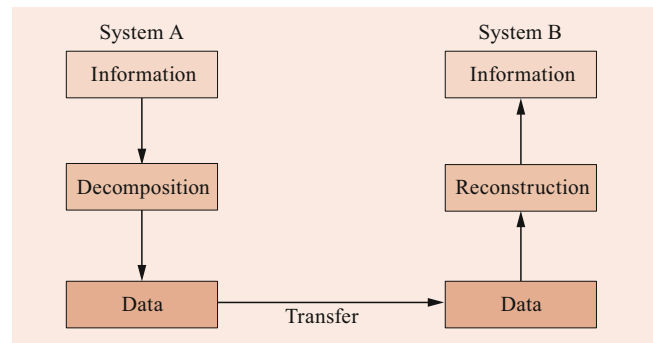 System A
System B
Information
Information
Decomposition
Reconstruction
Data
Data
Transfer